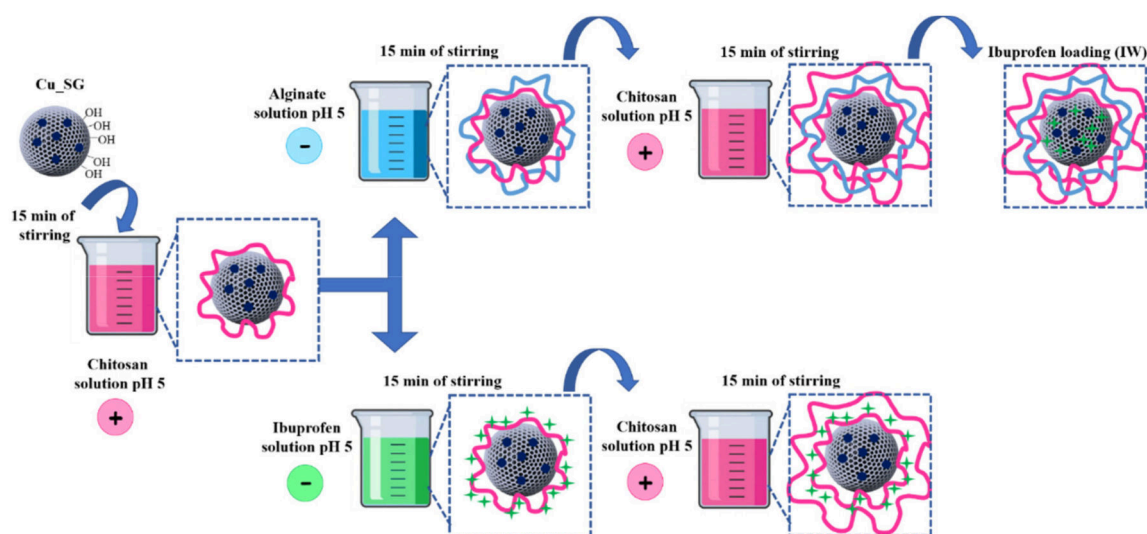 Cu_SG
OH
OH
OH
OH
OH
15 min of
stirring
Chitosan
solution pH 5
+
15 min of stirring
Alginate
solution pH 5
-
15 min of stirring
Chitosan
solution pH 5
+
Ibuprofen loading (IW)
15 min of stirring
Ibuprofen
solution pH 5
-
15 min of stirring
Chitosan
solution pH 5
+